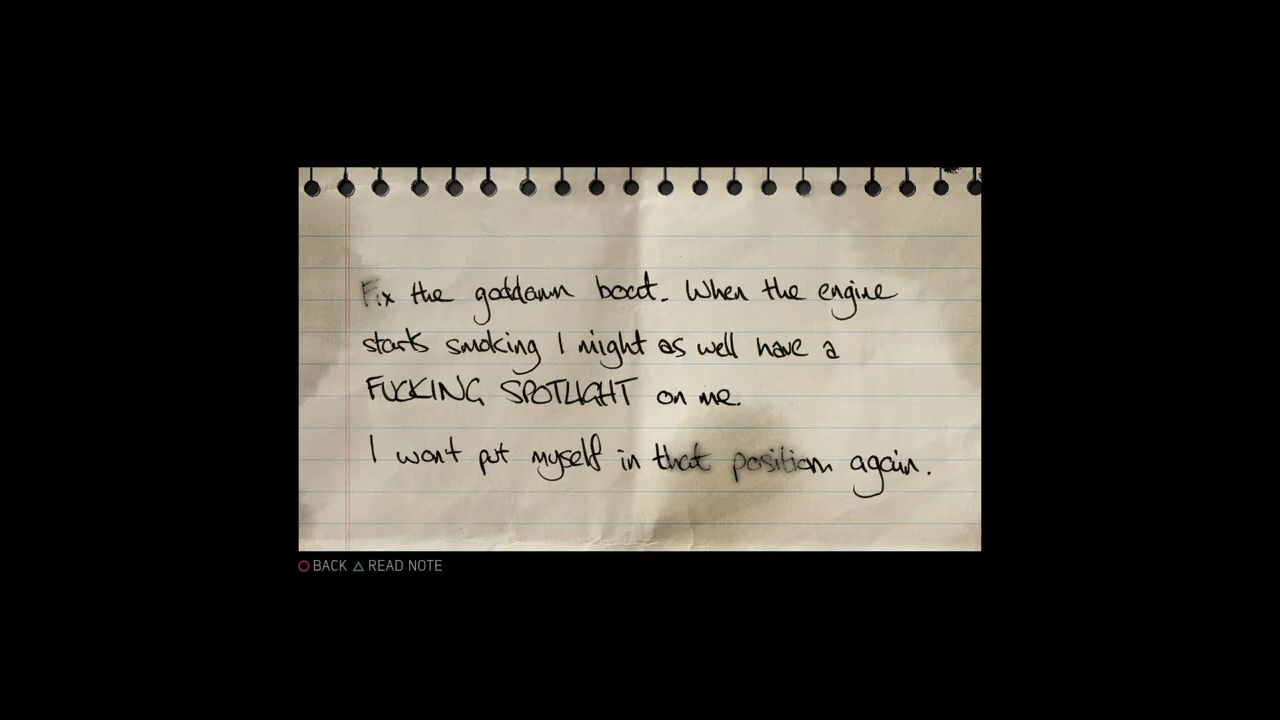 Fix the goddamn boat. When the engine
starts smoking I might as well have a
FUCKING SPOTLIGHT on me.
I won't put myself in that position again.
BACK READ NOTE